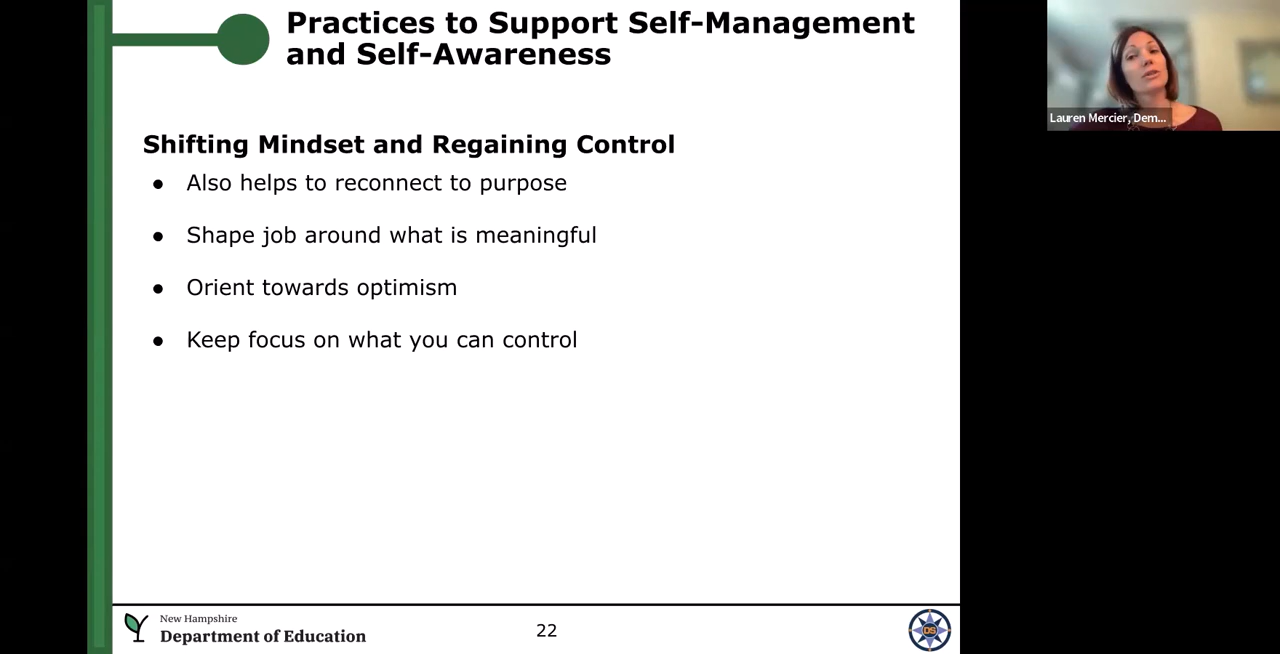 Practices to Support Self-Management
and Self-Awareness
Shifting Mindset and Regaining Control
● Also helps to reconnect to purpose
● Shape job around what is meaningful
● Orient towards optimism
● Keep focus on what you can control
New Hampshire
Department of Education
22
DS
Lauren Mercier, Dem...